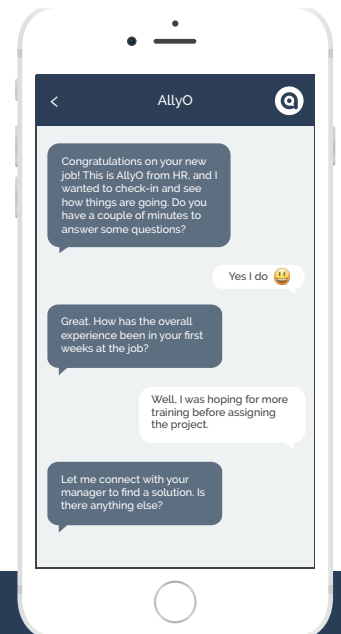 AllyO
Congratulations on your new
job! This is AllyO from HR, and I
wanted to check-in and see
how things are going. Do you
have a couple of minutes to
answer some questions?
Yes I do 😃
Great. How has the overall
experience been in your first
weeks at the job?
Well, I was hoping for more
training before assigning
the project.
Let me connect with your
manager to find a solution. Is
there anything else?